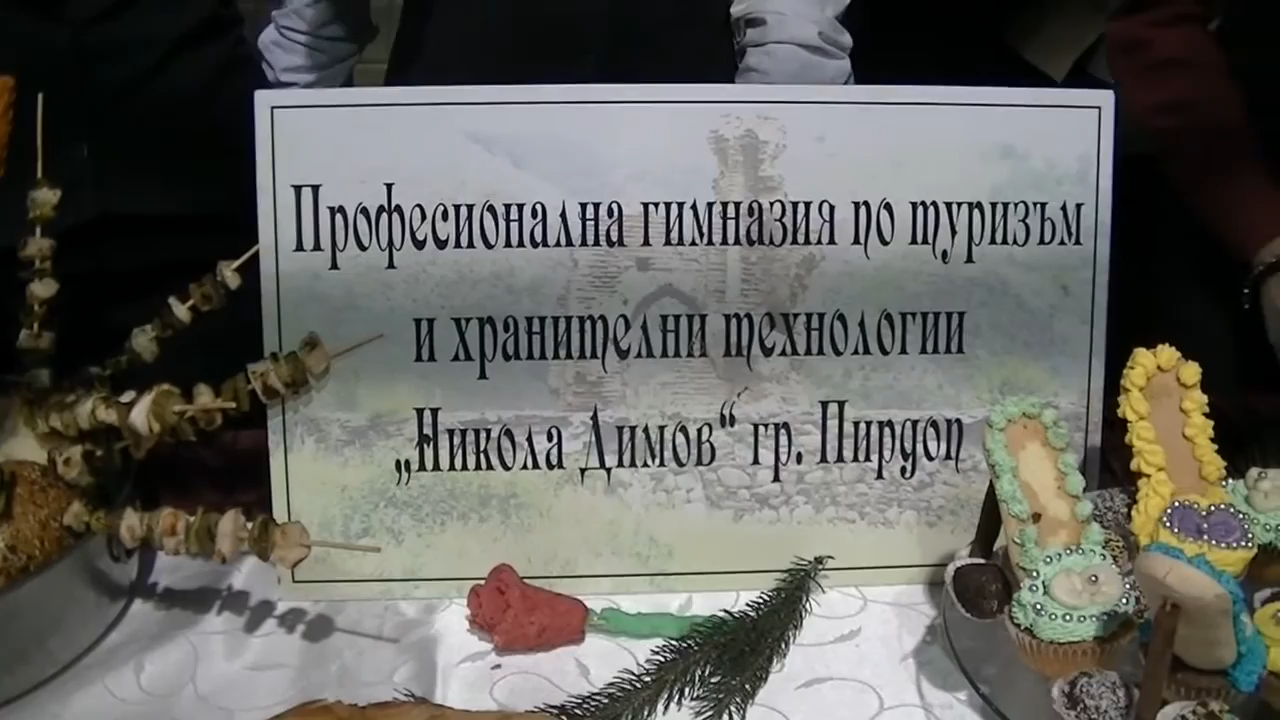 Професионална гимназия по туризъм
и хранителни технологии
„Никола Димов“ гр. Пирдоп